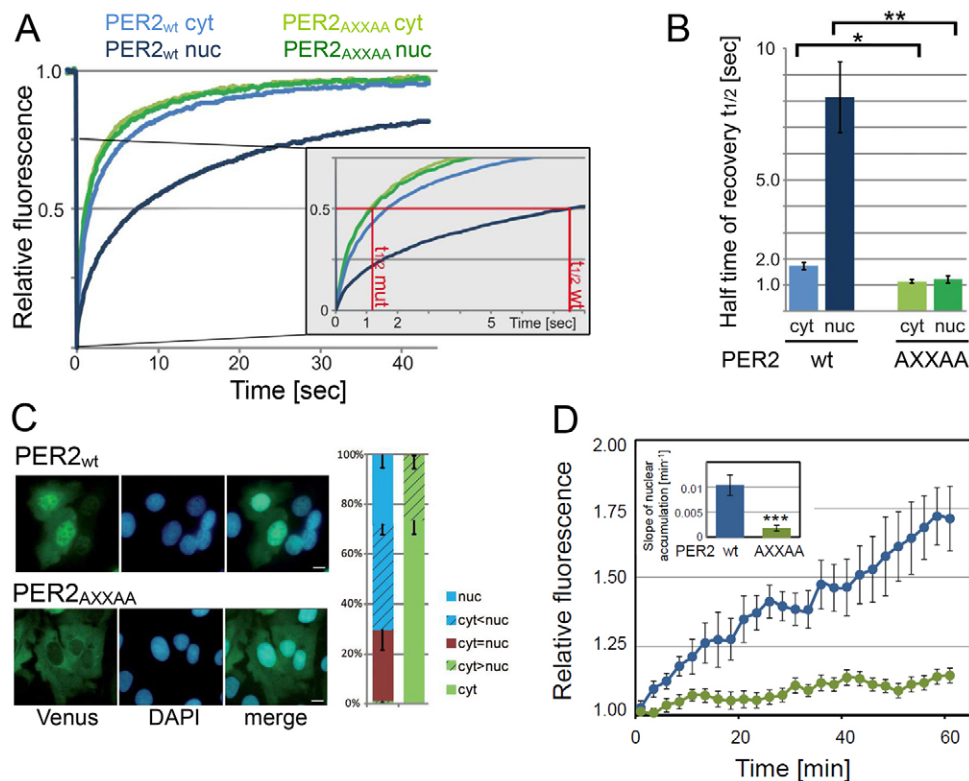 A
PER2wt cyt
PER2AXXAA cyt
PER2wt nuc
PER2AXXAA nuc
Relative fluorescence
1.0
0.5
0
0
10
20
30
40
Time [sec]
0.5
0
0
1
2
5
Time [sec]
t1/2 mut
t1/2 wt
B
**
*
Half time of recovery t1/2 [sec]
10
5.0
2.0
1.0
cyt
nuc
cyt
nuc
PER2
wt
AXXAA
C
PER2wt
PER2AXXAA
Venus
DAPI
merge
100%
80%
60%
40%
20%
0%
nuc
cyt<nuc
cyt=nuc
cyt>nuc
cyt
D
Relative fluorescence
2.00
1.75
1.50
1.25
1.00
0
20
40
60
Time [min]
Slope of nuclear
accumulation [min-1]
0.01
0.005
0
***
PER2
wt
AXXAA